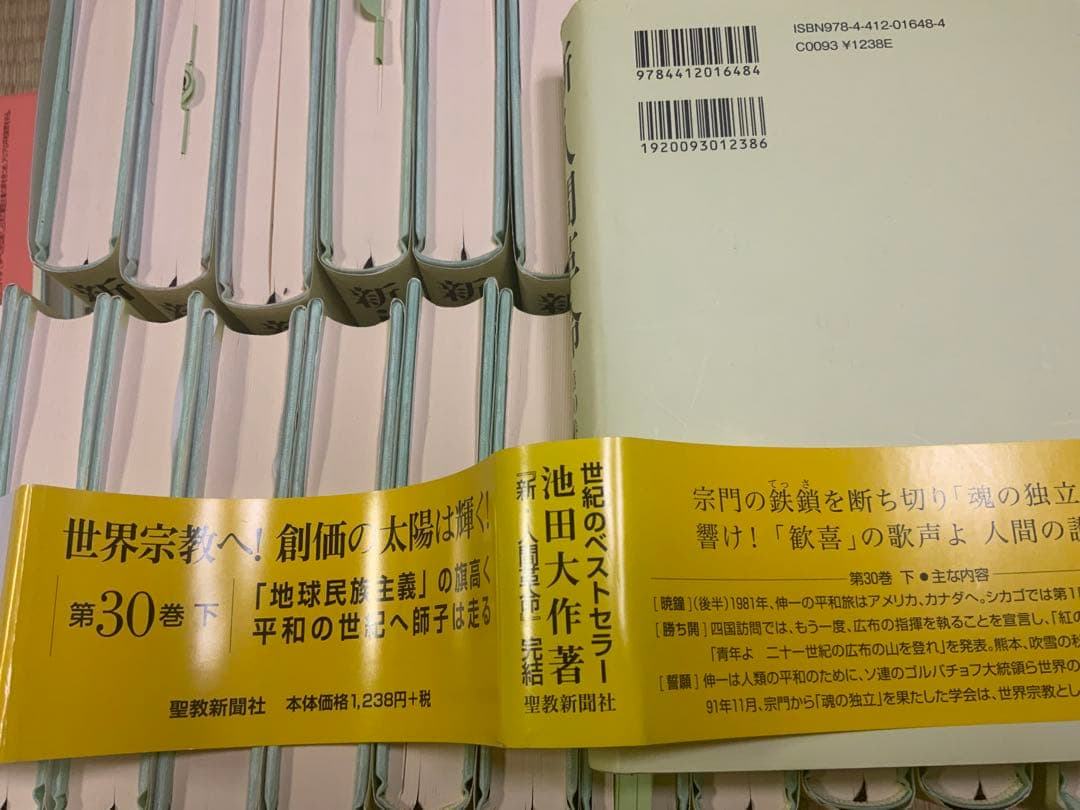 ISBN978-4-412-01648-4
C0093 ¥1238E
9784412016484
1920093012386
新
新
新
世界宗教へ! 創価の太陽は輝く!
第30巻 下
「地球民族主義」の旗高く
平和の世紀へ師子は走る
聖教新聞社 本体価格1,238円+税
世紀のベストセラー
池田大作著
『新・人間革命』完結
聖教新聞社
宗門の鉄鎖を断ち切り「魂の独立
てっさ
響け!「歓喜」の歌声よ 人間の
第30巻 下●主な内容
[暁鐘](後半)1981年、伸一の平和旅はアメリカ、カナダへ。シカゴでは第1
[勝ち鬨]四国訪問では、もう一度、広布の指揮を執ることを宣言し、「紅の
「青年よ 二十一世紀の広布の山を登れ」を発表。熊本、吹雪の秋
[誓願]伸一は人類の平和のために、ソ連のゴルバチョフ大統領ら世界の
91年11月、宗門から「魂の独立」を果たした学会は、世界宗教とし